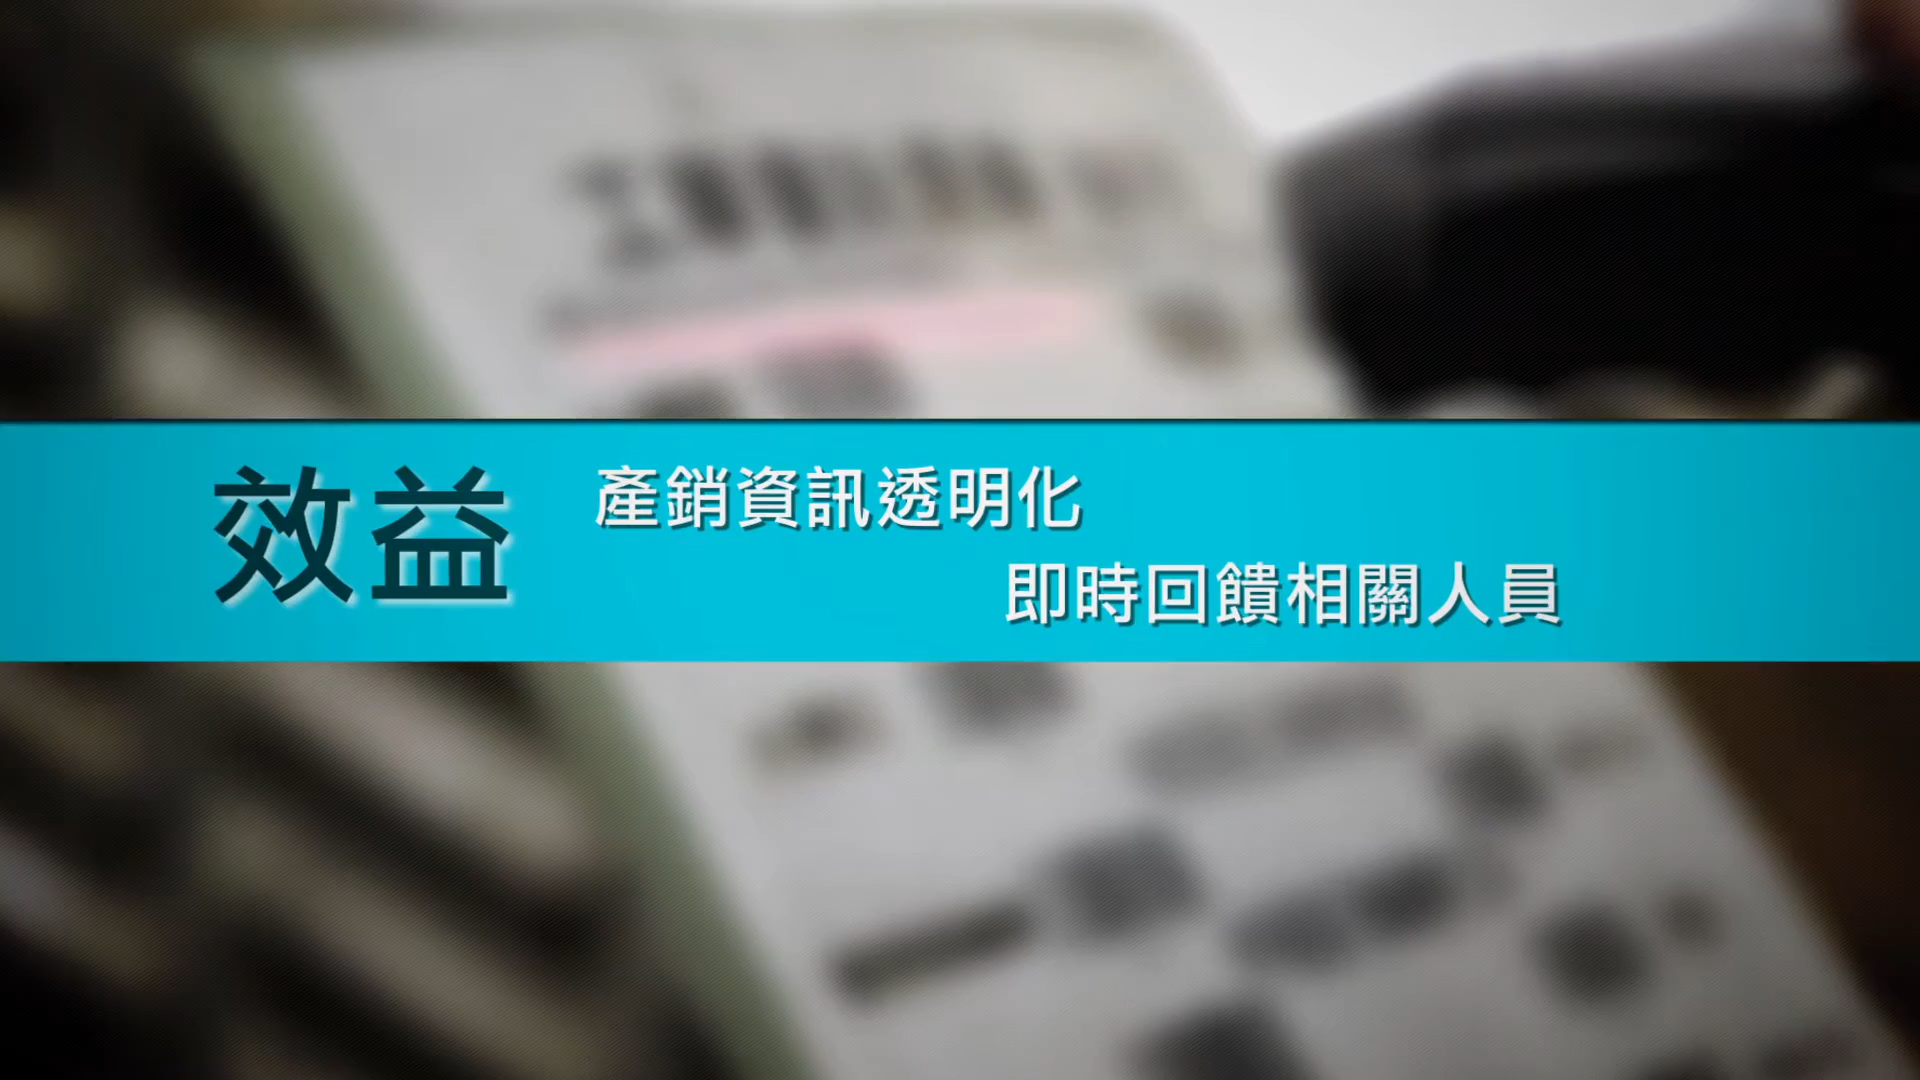 效益
產銷資訊透明化
即時回饋相關人員